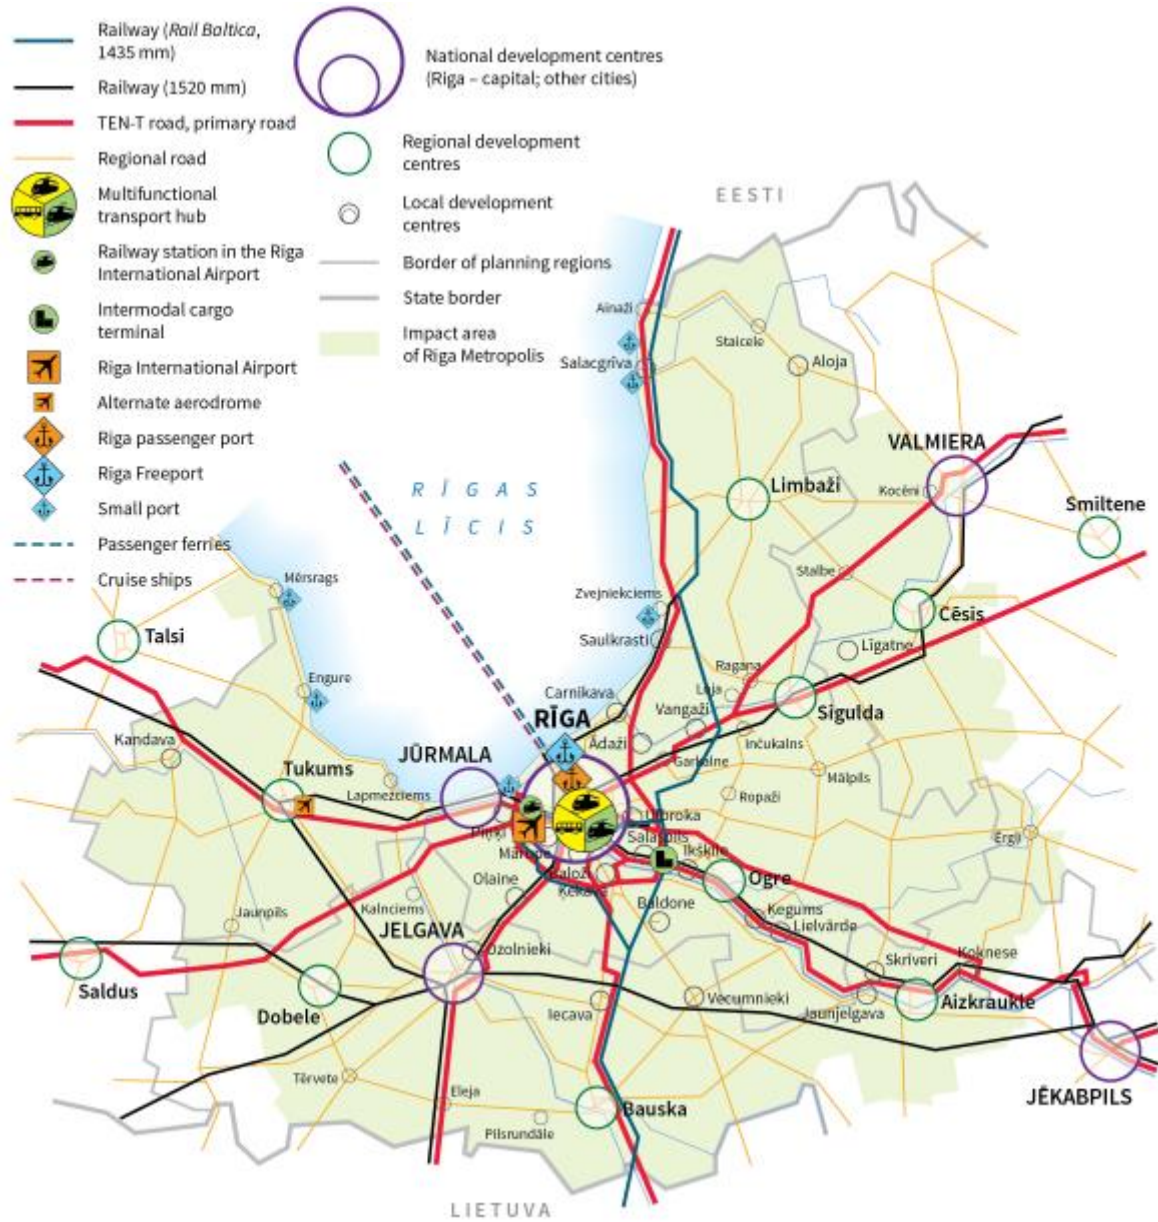 Railway (Rail Baltica,
1435 mm)
Railway (1520 mm)
TEN-T road, primary road
Regional road
Multifunctional
transport hub
Railway station in the Riga
International Airport
Intermodal cargo
terminal
Riga International Airport
Alternate aerodrome
Riga passenger port
Riga Freeport
Small port
Passenger ferries
Cruise ships
National development centres
(Riga – capital; other cities)
Regional development
centres
Local development
centres
Border of planning regions
State border
Impact area
of Riga Metropolis
EESTI
Ainaži
Staicele
Salacgrīva
Aloja
VALMIERA
Limbaži
Kocēni
Smiltene
RĪGAS
LĪCIS
Stalbe
Mērsrags
Zvejniekciems
Cēsis
Talsi
Saulkrasti
Līgatne
Ragana
Engure
Loja
Carnikava
Sigulda
Vangaži
RĪGA
Kandava
Ādaži
Inčukalns
JŪRMALA
Garkalne
Tukums
Mālpils
Lapmežciems
Ropaži
Ulbroka
Piņķi
Ērgļi
Salaspils
Mārupe
Ikšķile
Baloži
Ogre
Olaine
Ķekava
Kalnciems
Baldone
Ķegums
Jaunpils
Lielvārde
JELGAVA
Ozolnieki
Koknese
Skrīveri
Saldus
Vecumnieki
Aizkraukle
Dobele
Iecava
Jaunjelgava
Tērvete
Eleja
JĒKABPILS
Bauska
Pilsrundāle
LIETUVA